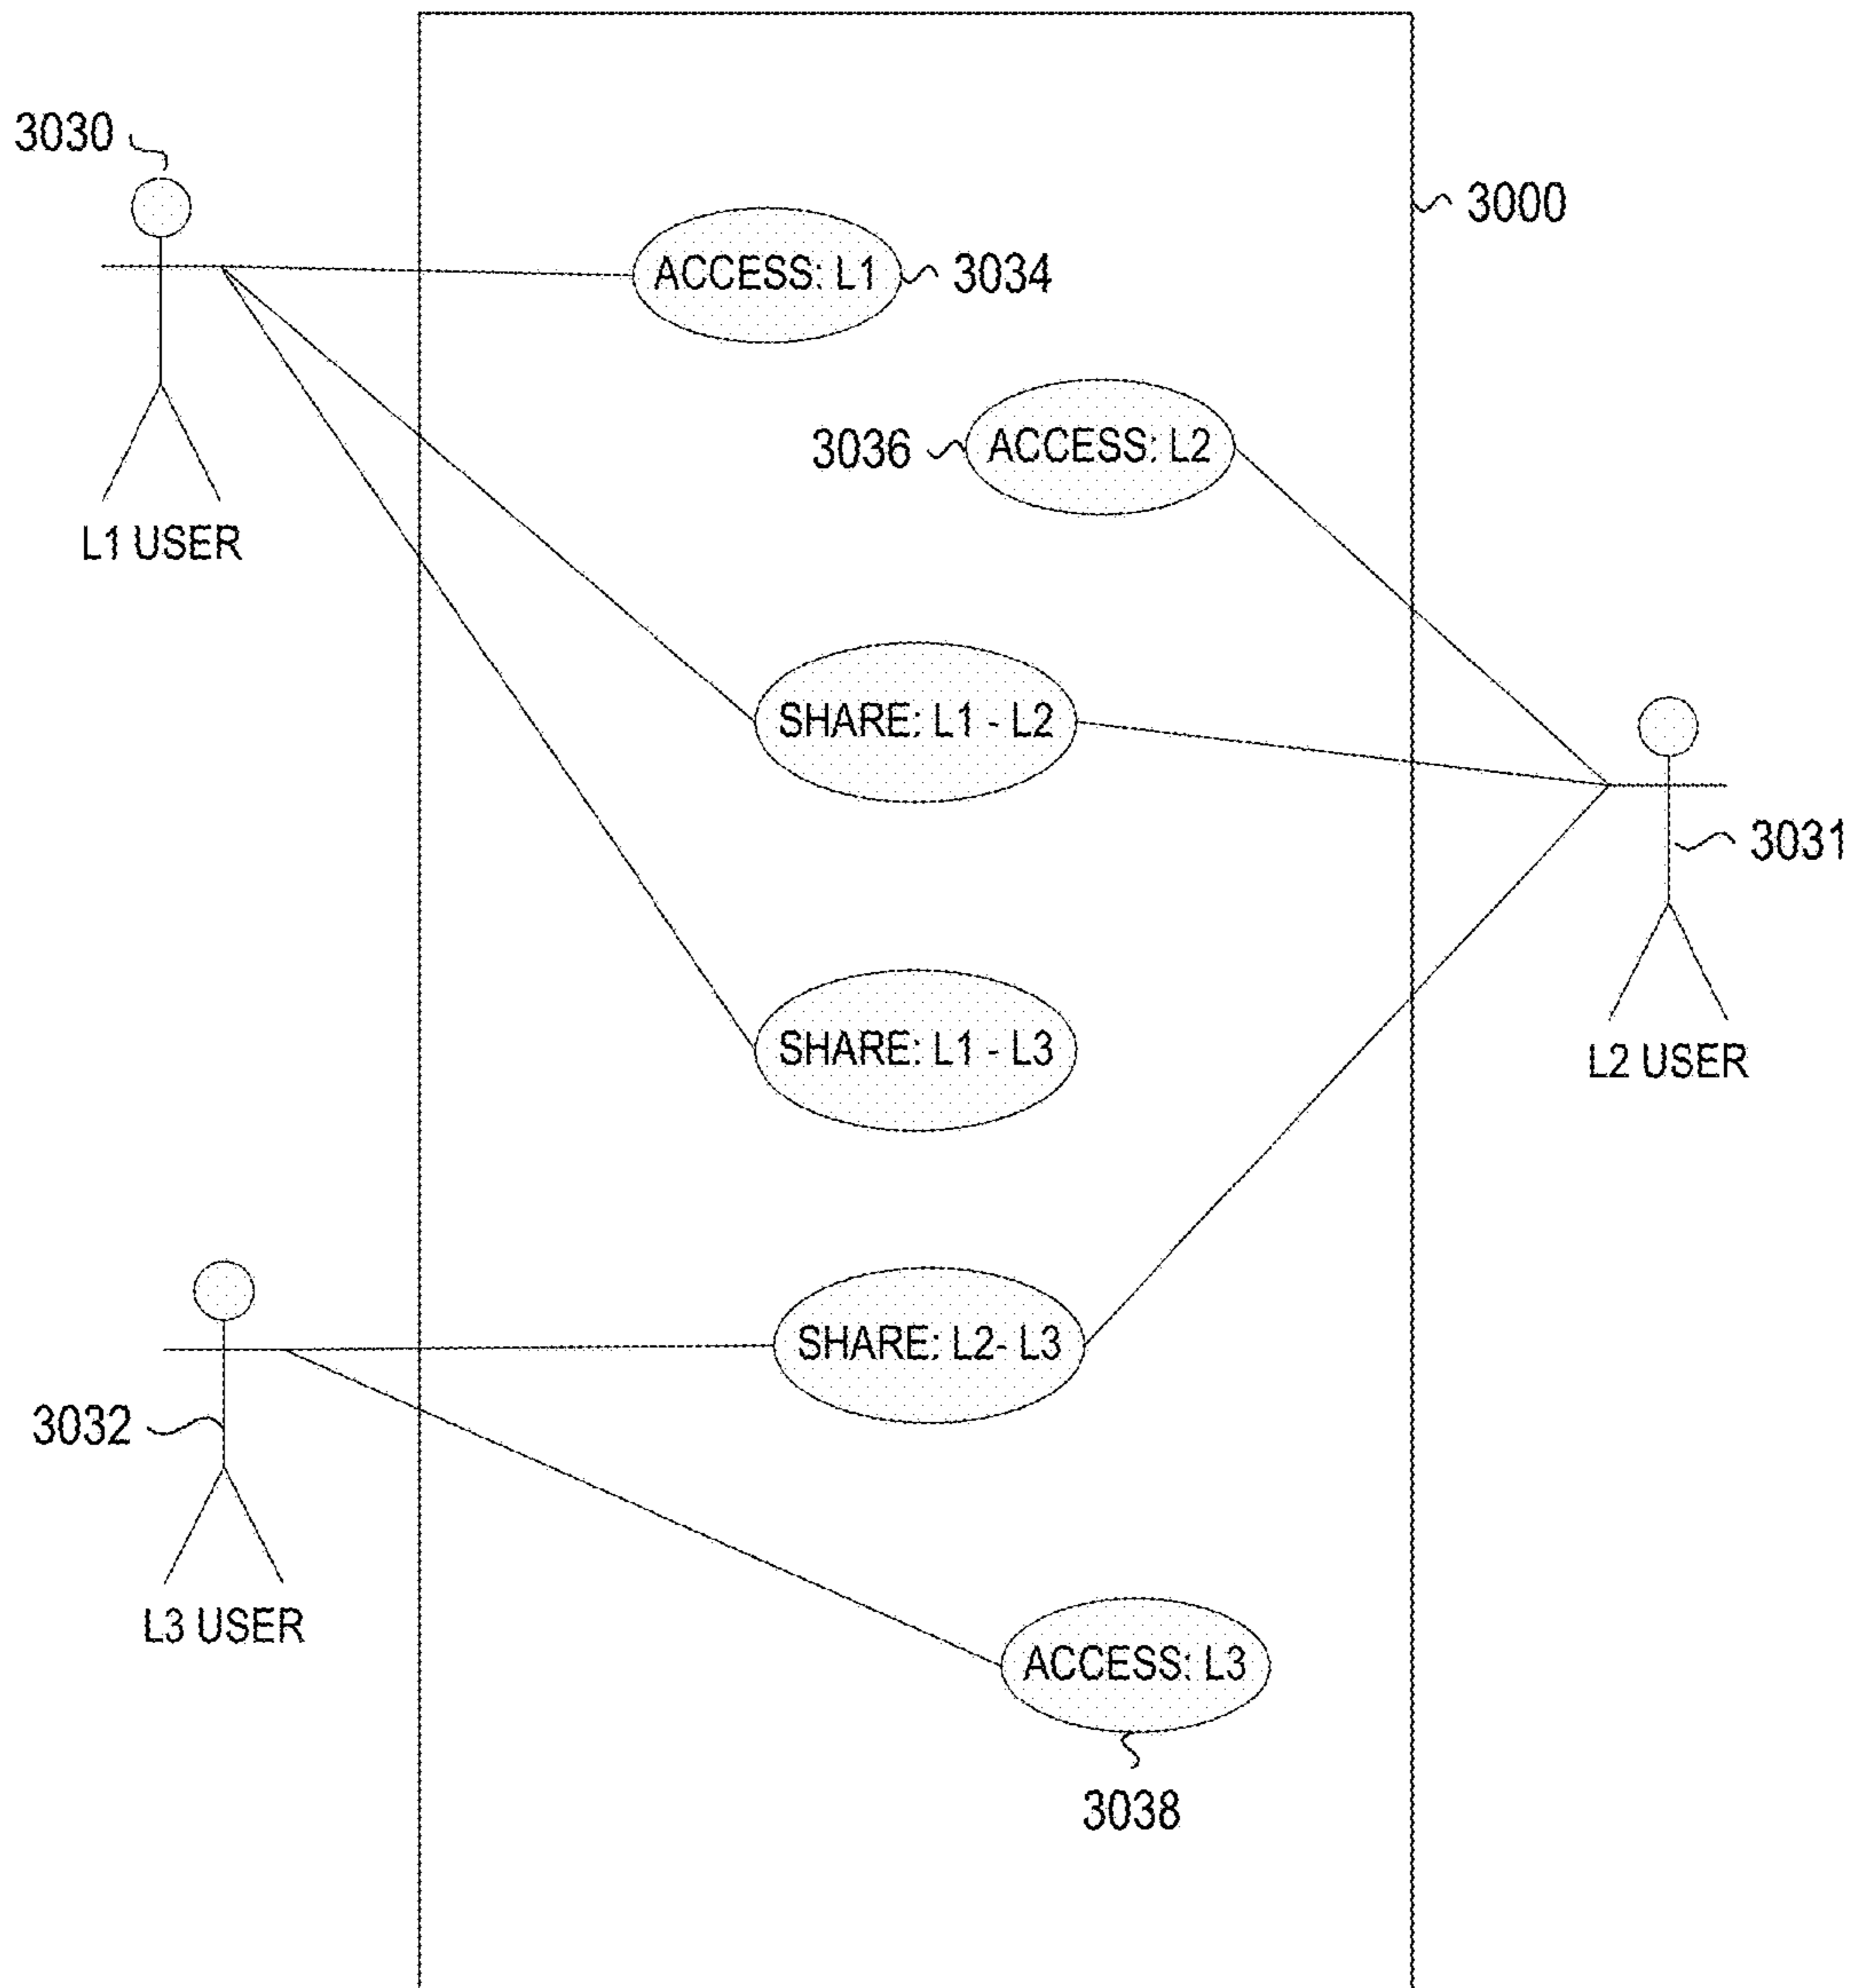 3030
3000
ACCESS: L1
3034
3036
ACCESS: L2
L1 USER
SHARE: L1 - L2
3031
SHARE: L1 - L3
L2 USER
SHARE: L2- L3
3032
L3 USER
ACCESS: L3
3038